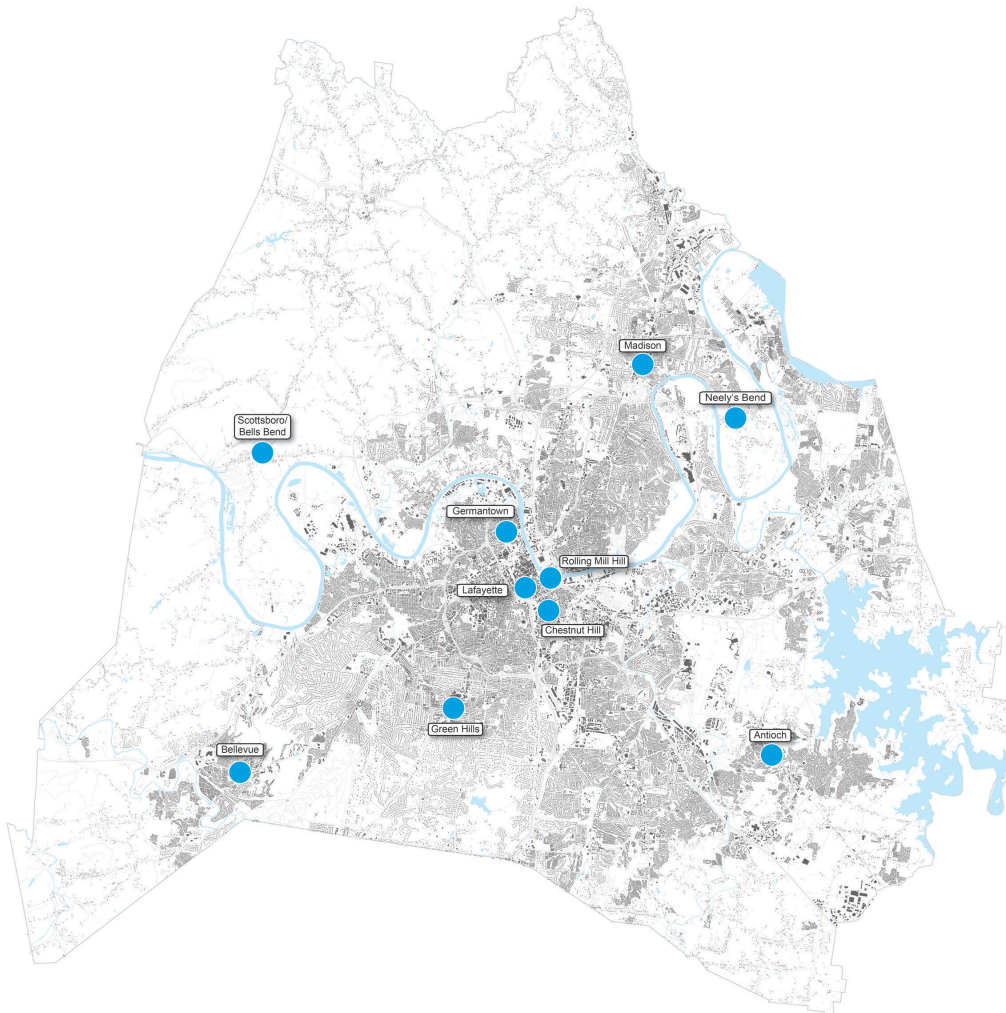 Madison
Neely's Bend
Scottsboro/
Bells Bend
Germantown
Rolling Mill Hill
Lafayette
Chestnut Hill
Green Hills
Antioch
Bellevue